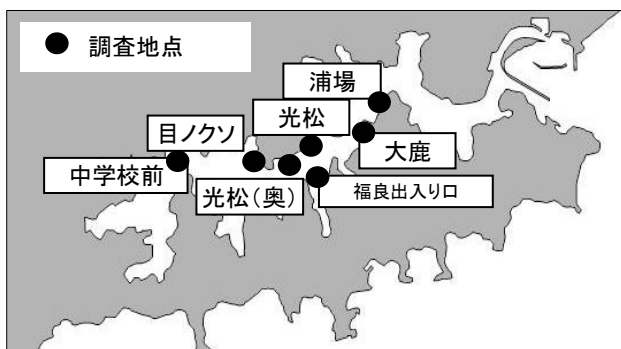 調査地点
浦場
光松
目ノクソ
大鹿
中学校前
光松(奥)
福良出入り口